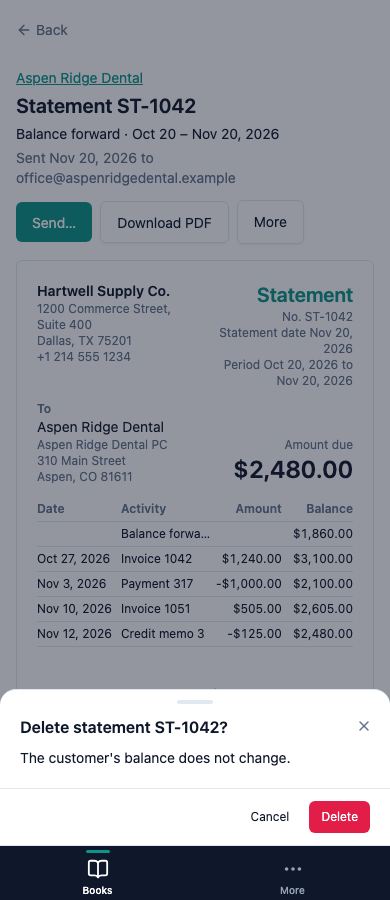 Back
Aspen Ridge Dental
Statement ST-1042
Balance forward · Oct 20 – Nov 20, 2026
Sent Nov 20, 2026 to
office@aspenridgedental.example
Send...
Download PDF
More
Hartwell Supply Co.
1200 Commerce Street,
Suite 400
Dallas, TX 75201
+1 214 555 1234
Statement
No. ST-1042
Statement date Nov 20,
2026
Period Oct 20, 2026 to
Nov 20, 2026
To
Aspen Ridge Dental
Aspen Ridge Dental PC
310 Main Street
Aspen, CO 81611
Amount due
$2,480.00
Date Activity Amount Balance
Balance forwa... $1,860.00
Oct 27, 2026 Invoice 1042 $1,240.00 $3,100.00
Nov 3, 2026 Payment 317 -$1,000.00 $2,100.00
Nov 10, 2026 Invoice 1051 $505.00 $2,605.00
Nov 12, 2026 Credit memo 3 -$125.00 $2,480.00
Delete statement ST-1042?
The customer's balance does not change.
Cancel
Delete
Books
More